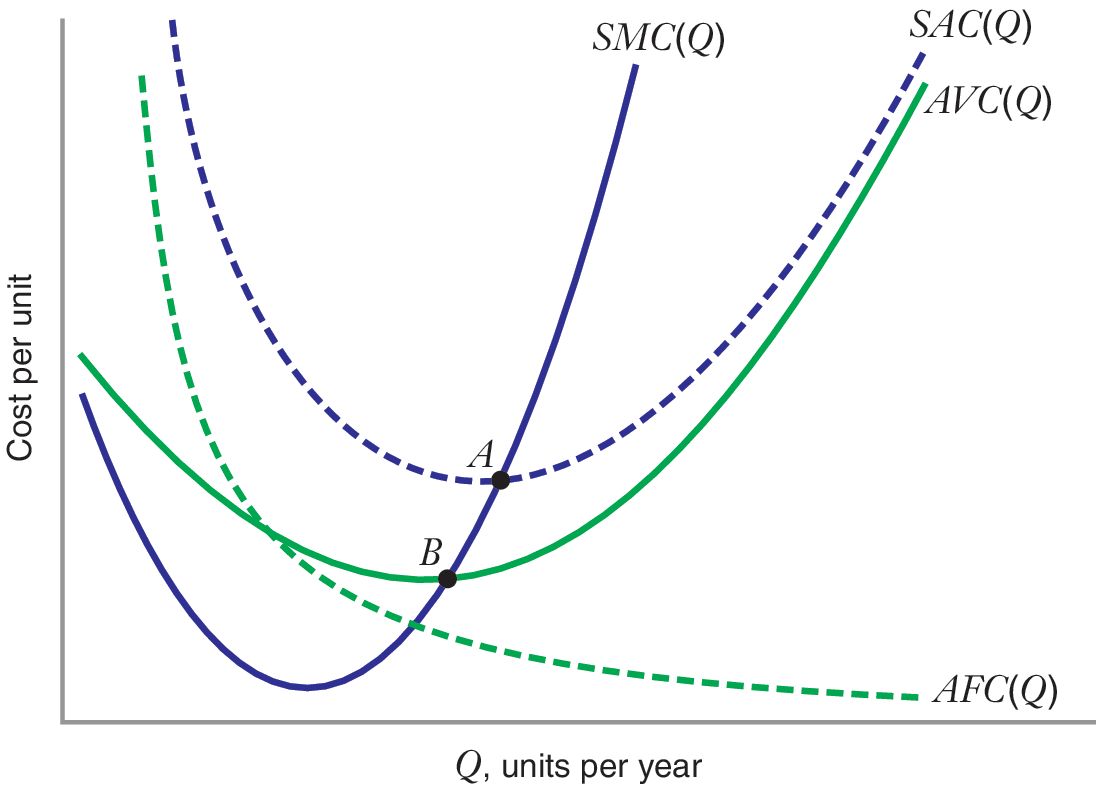 SMC(Q)
SAC(Q)
AVC(Q)
Cost per unit
A
B
AFC(Q)
Q, units per year